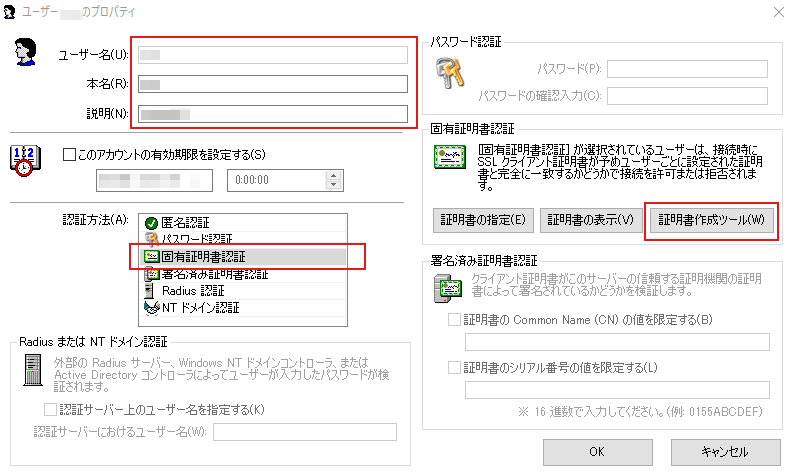 ユーザー のプロパティ
ユーザー名(U):
本名(R):
説明(N):
このアカウントの有効期限を設定する(S)
0:00:00
認証方法(A):
匿名認証
パスワード認証
固有証明書認証
署名済み証明書認証
Radius 認証
NT ドメイン認証
Radius または NT ドメイン認証
外部の Radius サーバー、Windows NT ドメインコントローラ、または
Active Directory コントローラによってユーザーが入力したパスワードが検
証されます。
認証サーバー上のユーザー名を指定する(K)
認証サーバーにおけるユーザー名(W):
パスワード認証
パスワード(P):
パスワードの確認入力(C):
固有証明書認証
[固有証明書認証] が選択されているユーザーは、接続時に
SSL クライアント証明書が予めユーザーごとに設定された証明
書と完全に一致するかどうかで接続を許可または拒否されま
す。
証明書の指定(E)
証明書の表示(V)
証明書作成ツール(W)
署名済み証明書認証
クライアント証明書がこのサーバーの信頼する証明機関の証明
書によって署名されているかどうかを検証します。
証明書の Common Name (CN) の値を限定する(B)
証明書のシリアル番号の値を限定する(L)
※ 16 進数で入力してください。(例: 0155ABCDEF)
OK
キャンセル